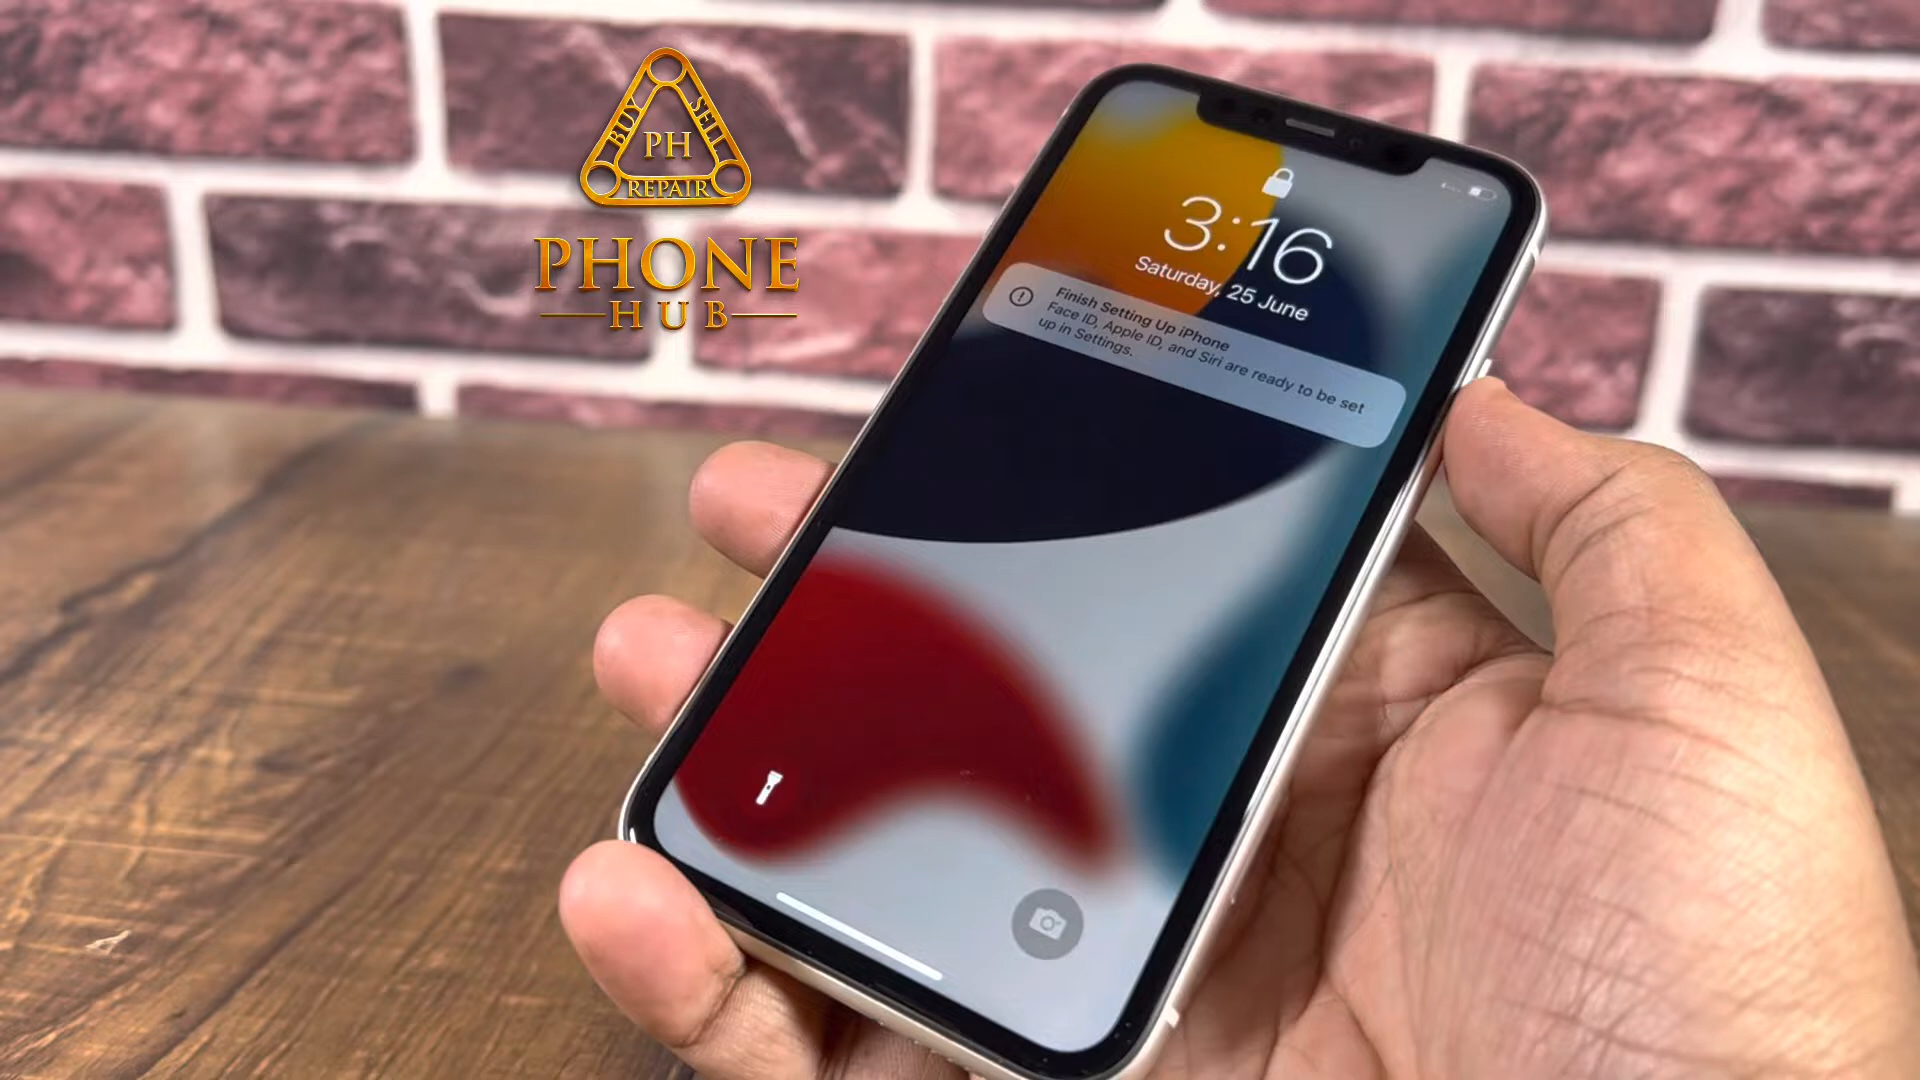 BUY
SELL
PH
REPAIR
PHONE
HUB
3:16
Saturday, 25 June
Finish Setting Up iPhone
Face ID, Apple ID, and Siri are ready to be set
up in Settings.